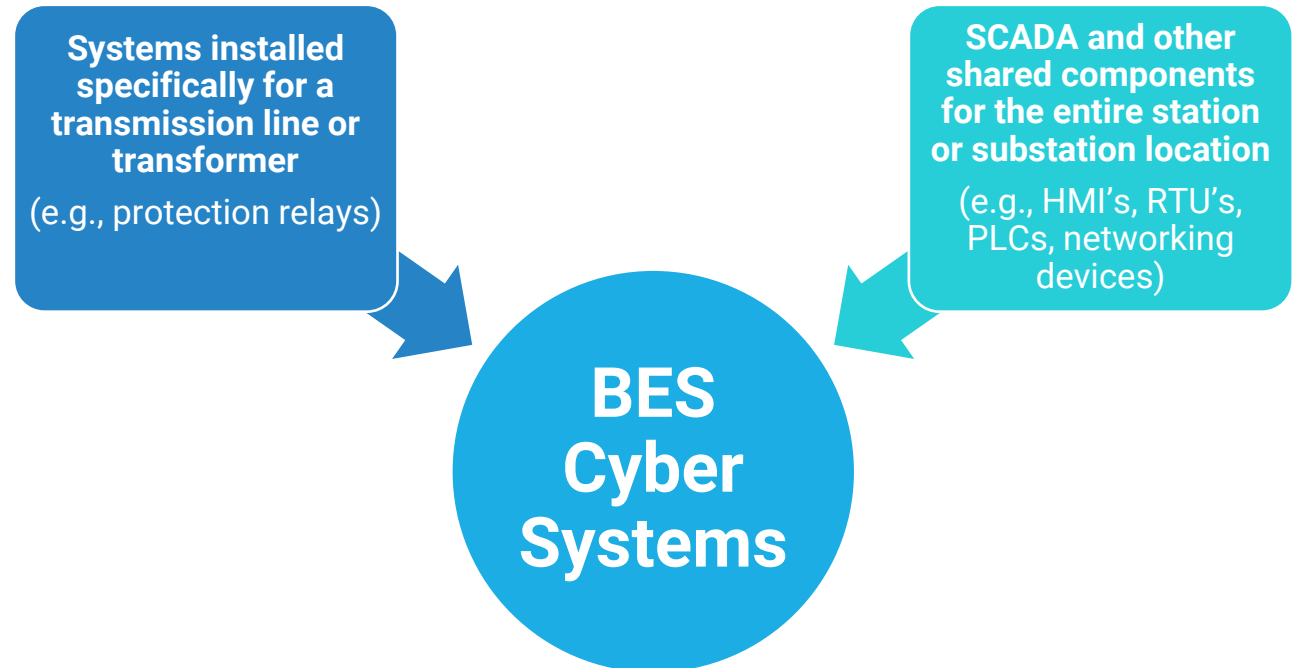 Systems installed
specifically for a
transmission line or
transformer
(e.g., protection relays)
SCADA and other
shared components
for the entire station
or substation location
(e.g., HMI’s, RTU’s,
PLCs, networking
devices)
BES
Cyber
Systems